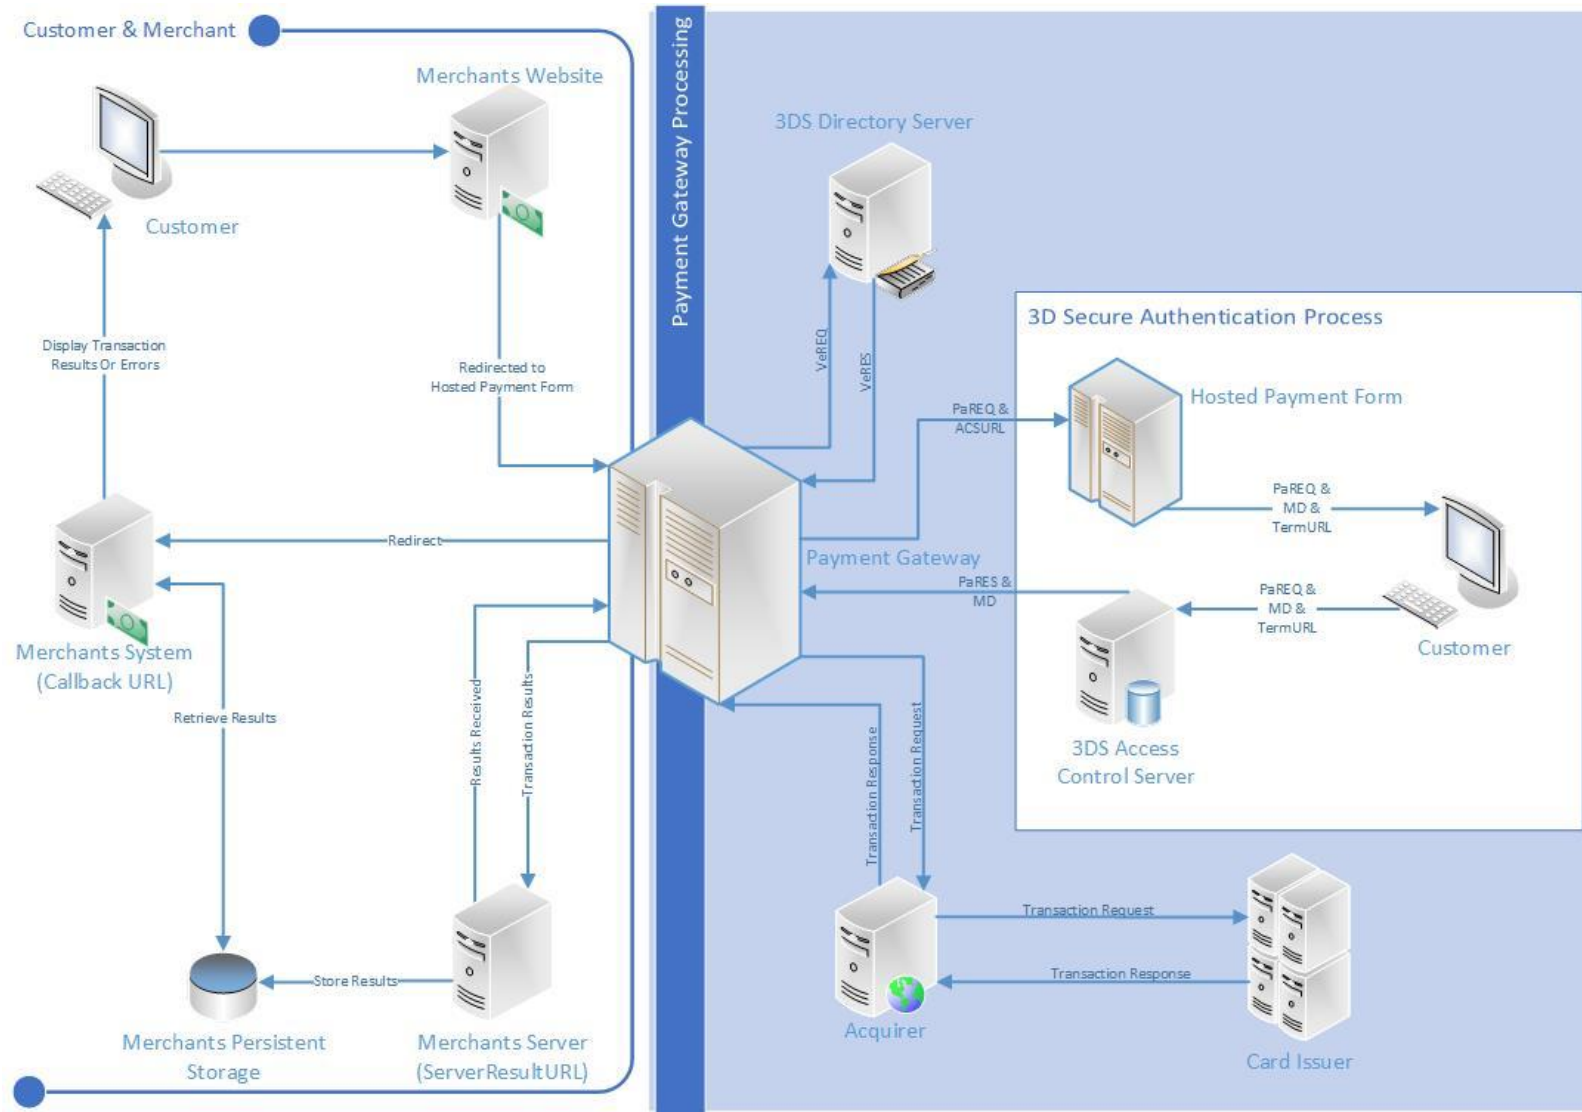 Customer & Merchant
Merchants Website
Customer
Display Transaction
Results Or Errors
Redirected to
Hosted Payment Form
Redirect
Merchants System
(Callback URL)
Retrieve Results
Results Received
Transaction Results
Store Results
Merchants Persistent
Storage
Merchants Server
(ServerResultURL)
Payment Gateway Processing
3DS Directory Server
VeREQ
VeRES
PaREQ &
ACSURL
Payment Gateway
PaRES &
MD
3D Secure Authentication Process
Hosted Payment Form
PaREQ &
MD &
TermURL
PaREQ &
MD &
TermURL
Customer
3DS Access
Control Server
Transaction Response
Transaction Request
Transaction Request
Transaction Response
Acquirer
Card Issuer